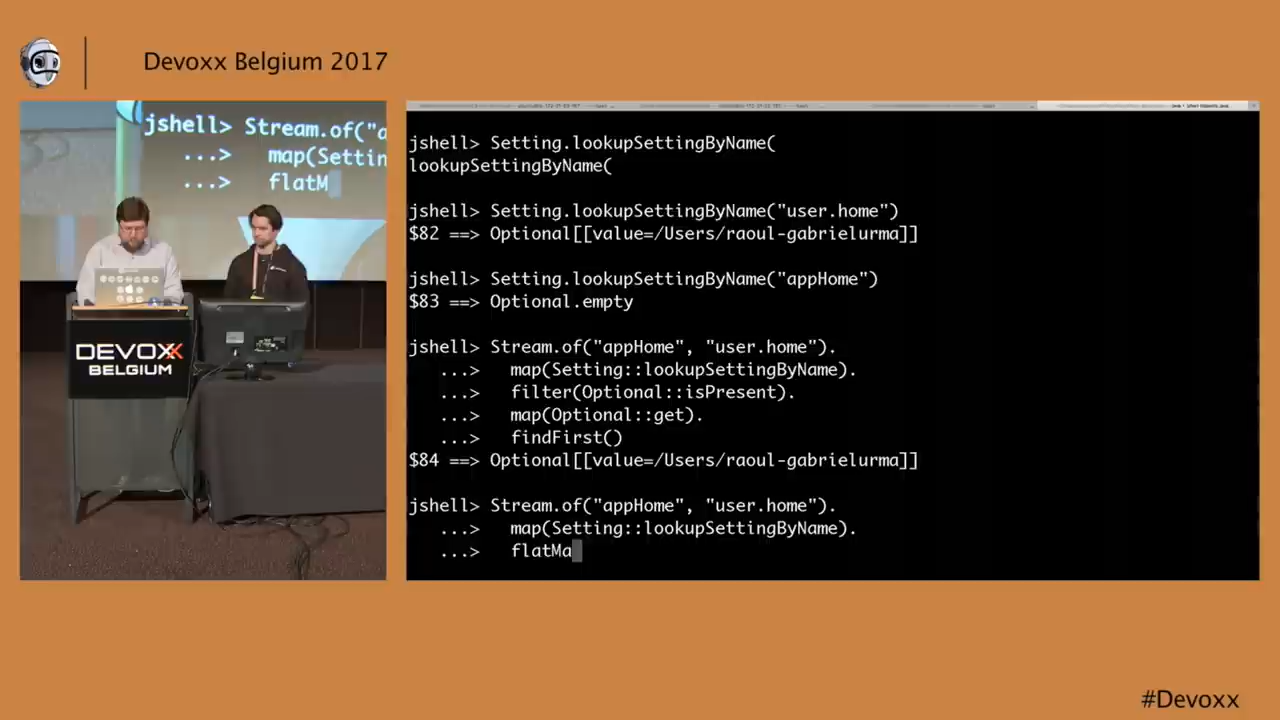 Devoxx Belgium 2017
jshell> Stream.of("a
...> map(Settin
...> flatM
DEVOXX
BELGIUM
jshell> Setting.lookupSettingByName(
lookupSettingByName(
jshell> Setting.lookupSettingByName("user.home")
$82 ==> Optional[[value=/Users/raoul-gabrielurma]]
jshell> Setting.lookupSettingByName("appHome")
$83 ==> Optional.empty
jshell> Stream.of("appHome", "user.home").
...> map(Setting::lookupSettingByName).
...> filter(Optional::isPresent).
...> map(Optional::get).
...> findFirst()
$84 ==> Optional[[value=/Users/raoul-gabrielurma]]
jshell> Stream.of("appHome", "user.home").
...> map(Setting::lookupSettingByName).
...> flatMa
#Devoxx